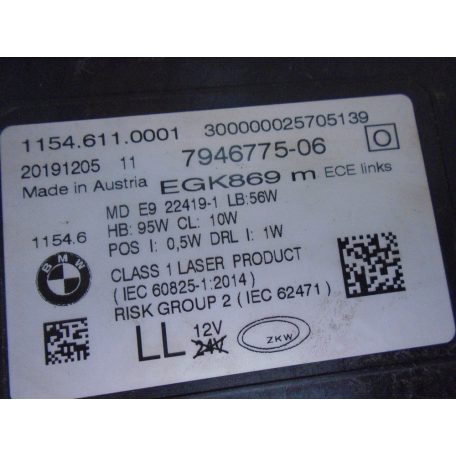 1154.611.0001 300000025705139
20191205 11 7946775-06 O
Made in Austria EGK869 m ECE links
MD E9 22419-1 LB:56W
1154.6 HB: 95W CL: 10W
POS I: 0,5W DRL I: 1W
BMW CLASS 1 LASER PRODUCT
(IEC 60825-1:2014)
RISK GROUP 2 (IEC 62471)
LL 12V
24V ZKW